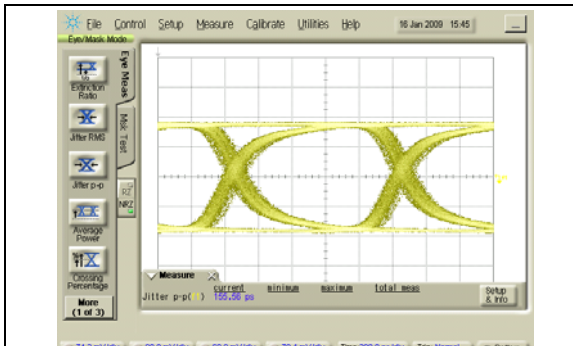 File Control Setup Measure Calibrate Utilities Help 16 Jan 2009 15:45
Eye/Mask Mode
Extinction
Ratio
Jitter RMS
Jitter p-p
Average
Power
Crossing
Percentage
More
(1 of 3)
Eye Meas
Msk Test
RZ
NRZ
Measure
current minimum maximum total meas
Jitter p-p( ) 155.56 ps
Setup
& Info